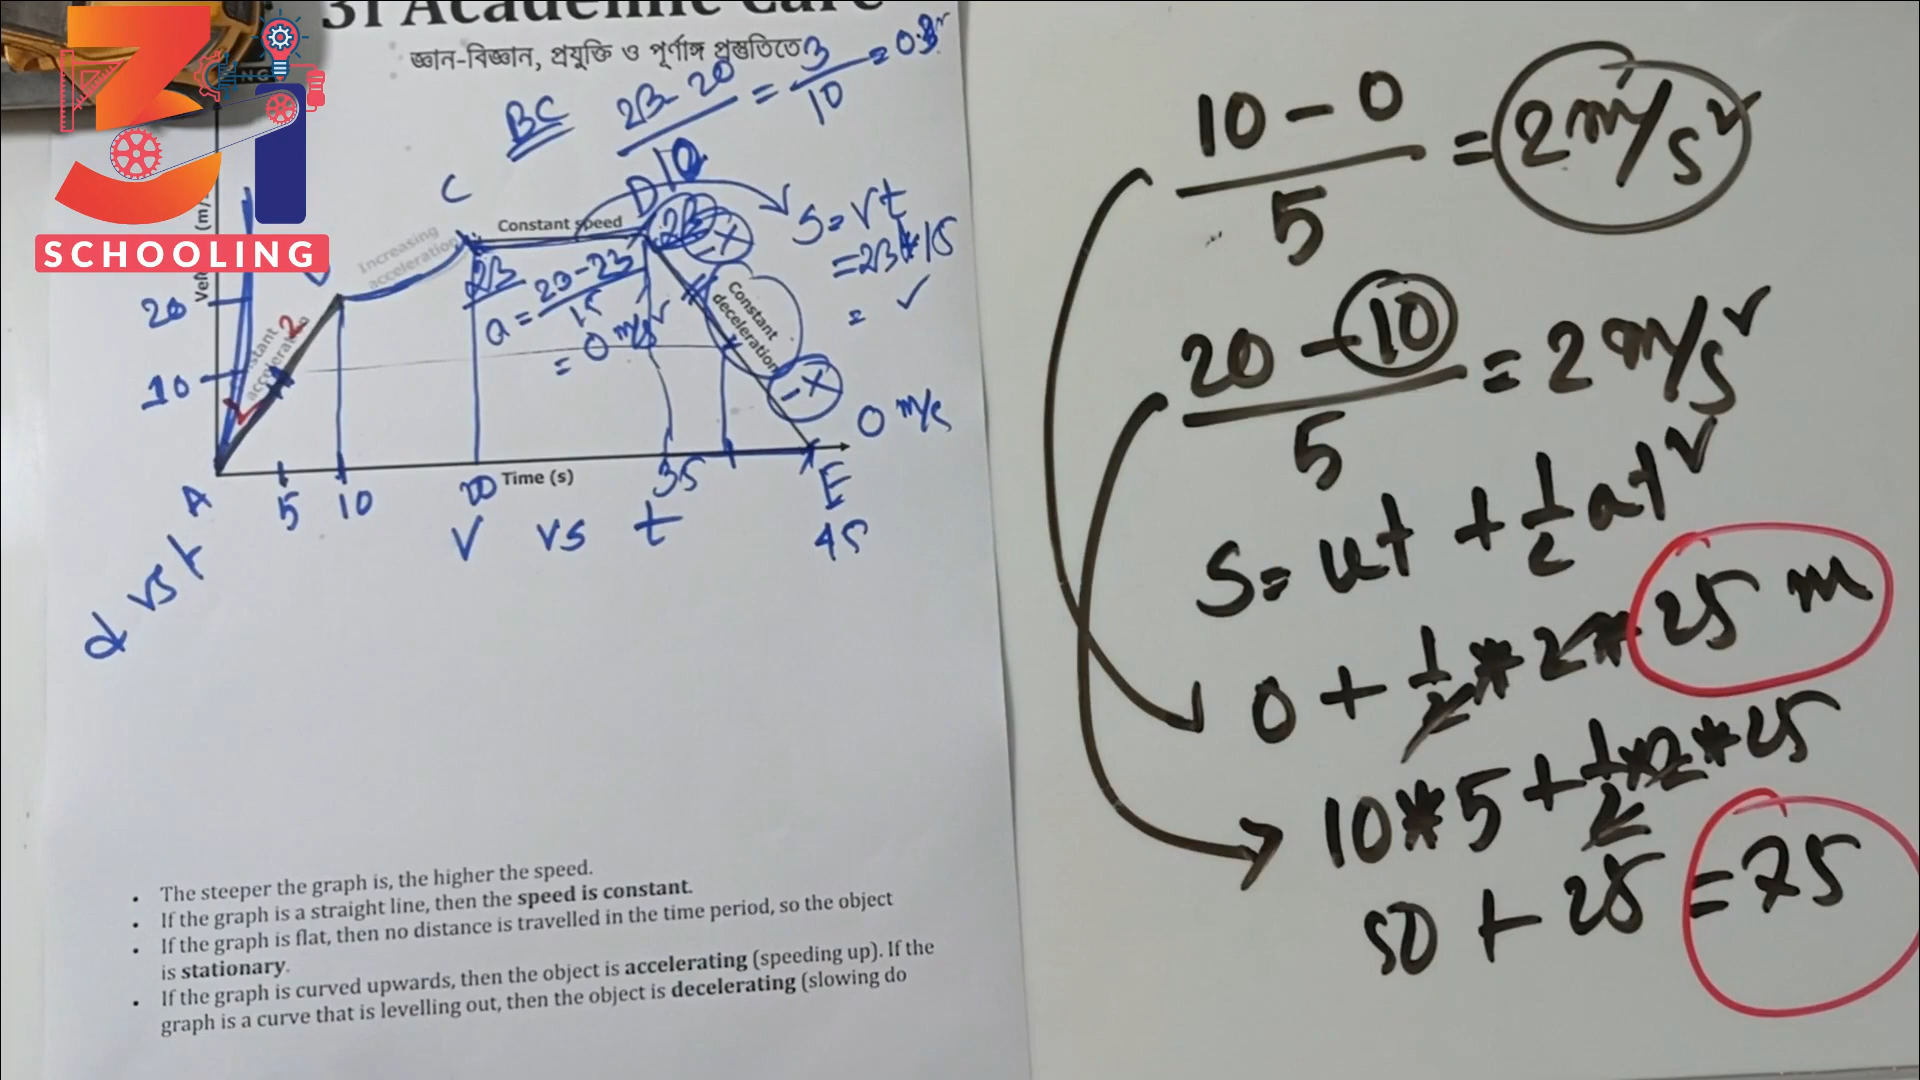 31 Academic Care
জ্ঞান-বিজ্ঞান, প্রযুক্তি ও পূর্ণাঙ্গ প্রস্তুতিতে
SCHOOLING
BC
23-20
10
= 3
10
= 0.3
C
D
Constant speed
Increasing
acceleration
23
a = 20-23
15
= 0 m/s²
23
-x
S = vt
= 23*15
= ✓
Constant
deceleration
-x
0 m/s
20
10
2
A
5
10
20
Time (s)
35
E
45
V vs t
d vs t
• The steeper the graph is, the higher the speed.
• If the graph is a straight line, then the speed is constant.
• If the graph is flat, then no distance is travelled in the time period, so the object
is stationary.
• If the graph is curved upwards, then the object is accelerating (speeding up). If the
graph is a curve that is levelling out, then the object is decelerating (slowing do
10 - 0
5
= 2 m/s²
20 - 10
5
= 2 m/s²
S = ut + 1/2 at²
0 + 1/2 * 2 * 25 m
10*5 + 1/2*2*25
50 + 25 = 75